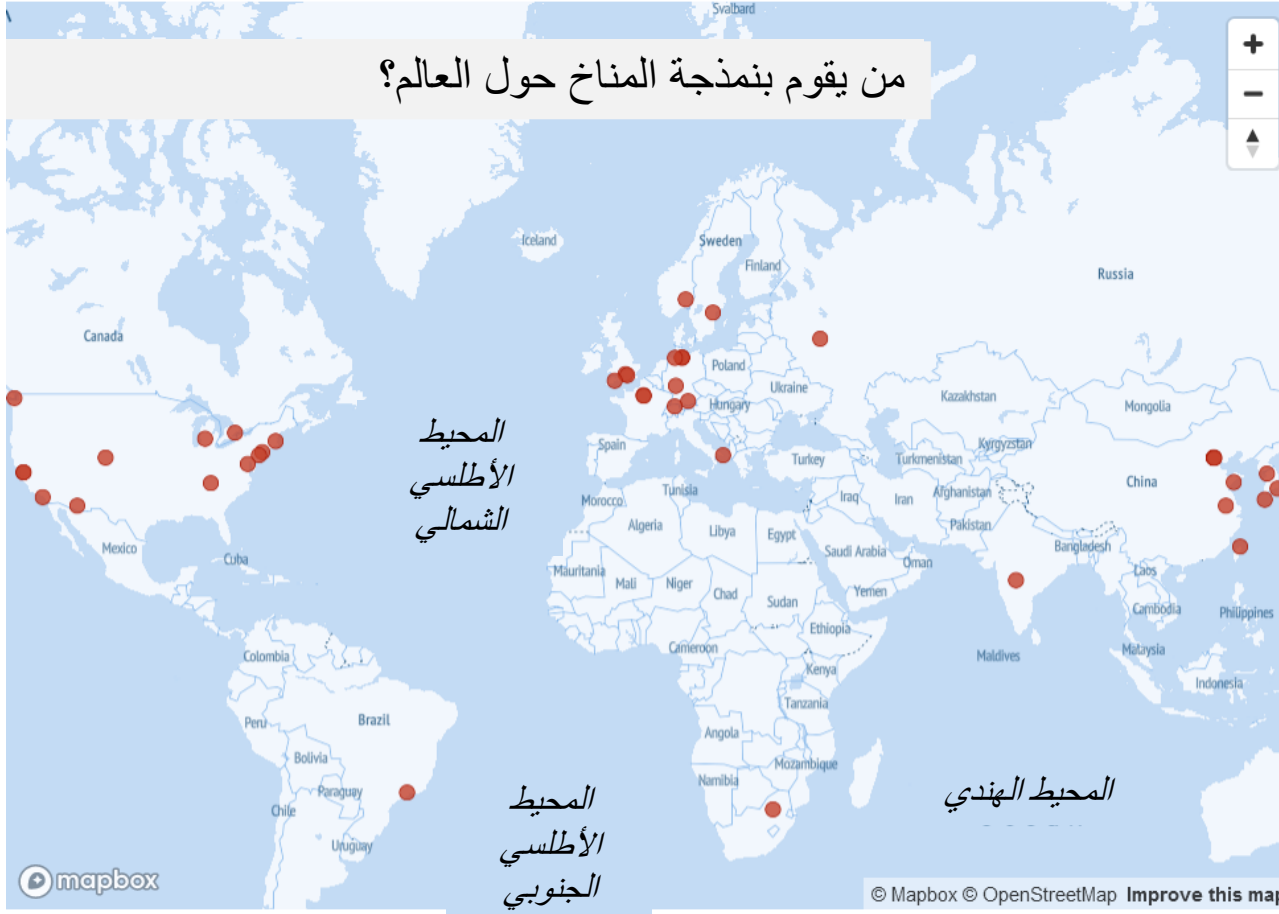 Svalbard
من يقوم بنمذجة المناخ حول العالم؟
Iceland
Sweden
Finland
Russia
Canada
Poland
Ukraine
Hungary
Kazakhstan
Mongolia
المحيط
الأطلسي
الشمالي
Spain
Turkey
Turkmenistan
Kyrgyzstan
China
Morocco
Tunisia
Iraq
Iran
Afghanistan
Algeria
Libya
Egypt
Pakistan
Mexico
Cuba
Saudi Arabia
Oman
Bangladesh
Laos
Mauritania
Mali
Niger
Chad
Sudan
Yemen
Cambodia
Philippines
Ethiopia
Colombia
Cameroon
Kenya
Maldives
Malaysia
Indonesia
Peru
Brazil
Tanzania
Angola
Bolivia
Mozambique
Namibia
Paraguay
Chile
Uruguay
المحيط
الأطلسي
الجنوبي
المحيط الهندي
mapbox
© Mapbox © OpenStreetMap Improve this map